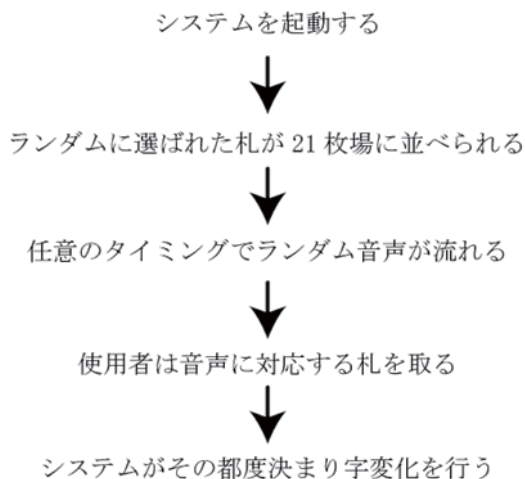 システムを起動する
ランダムに選ばれた札が 21 枚場に並べられる
任意のタイミングでランダム音声が流れる
使用者は音声に対応する札を取る
システムがその都度決まり字変化を行う